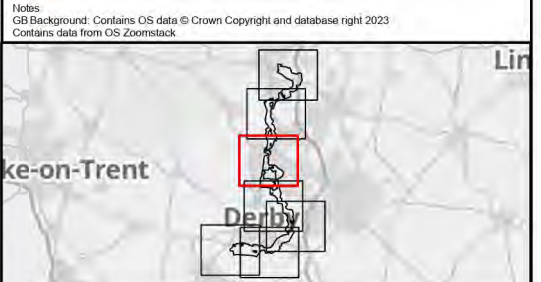 Notes
GB Background: Contains OS data © Crown Copyright and database right 2023
Contains data from OS Zoomstack
Lin
ke-on-Trent
Derby